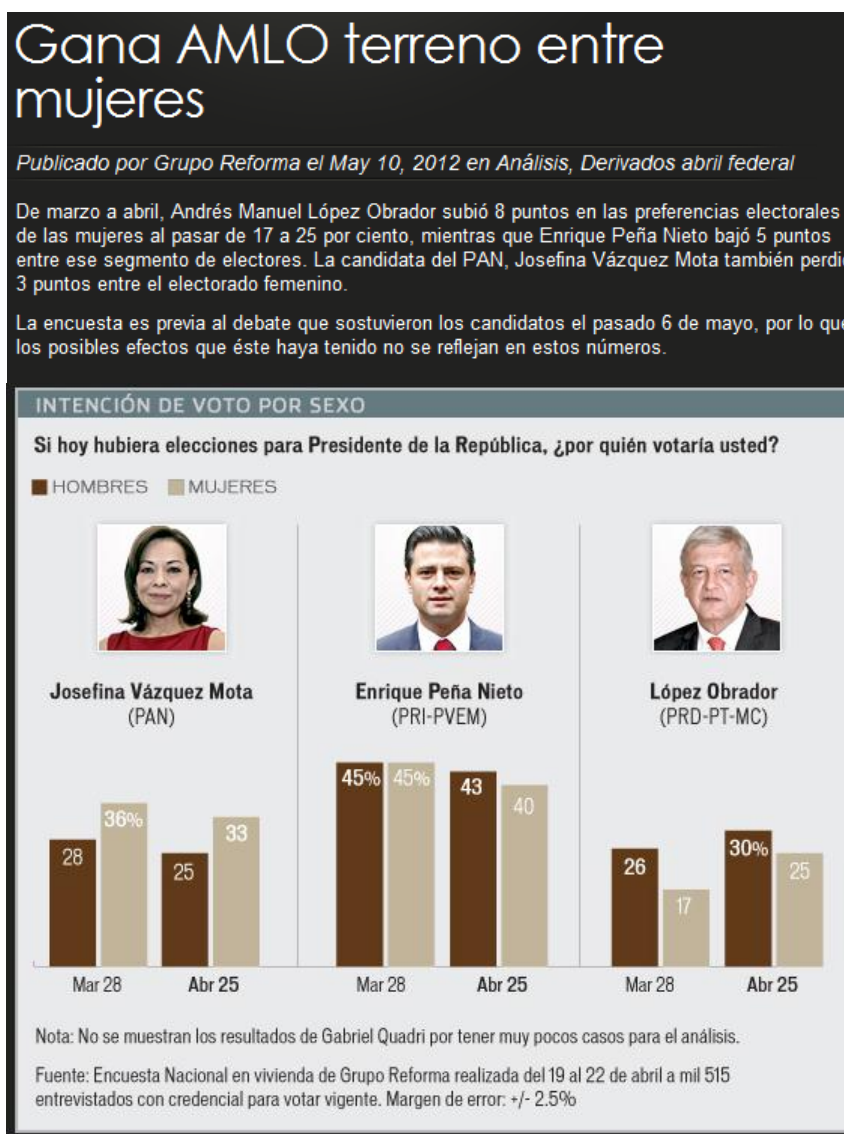 Gana AMLO terreno entre
mujeres
Publicado por Grupo Reforma el May 10, 2012 en Análisis, Derivados abril federal
De marzo a abril, Andrés Manuel López Obrador subió 8 puntos en las preferencias electorales
de las mujeres al pasar de 17 a 25 por ciento, mientras que Enrique Peña Nieto bajó 5 puntos
entre ese segmento de electores. La candidata del PAN, Josefina Vázquez Mota también perdi
3 puntos entre el electorado femenino.
La encuesta es previa al debate que sostuvieron los candidatos el pasado 6 de mayo, por lo que
los posibles efectos que éste haya tenido no se reflejan en estos números.
INTENCIÓN DE VOTO POR SEXO
Si hoy hubiera elecciones para Presidente de la República, ¿por quién votaría usted?
HOMBRES MUJERES
Josefina Vázquez Mota
(PAN)
28 36% 25 33
Mar 28 Abr 25
Enrique Peña Nieto
(PRI-PVEM)
45% 45% 43 40
Mar 28 Abr 25
López Obrador
(PRD-PT-MC)
26 17 30% 25
Mar 28 Abr 25
Nota: No se muestran los resultados de Gabriel Quadri por tener muy pocos casos para el análisis.
Fuente: Encuesta Nacional en vivienda de Grupo Reforma realizada del 19 al 22 de abril a mil 515
entrevistados con credencial para votar vigente. Margen de error: +/- 2.5%